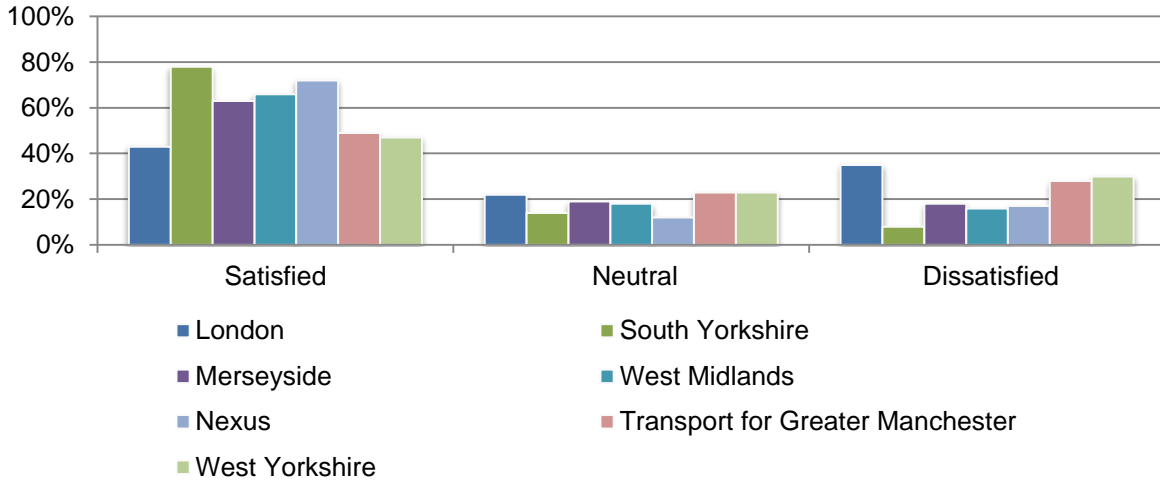 100%
80%
60%
40%
20%
0%
Satisfied Neutral Dissatisfied
London South Yorkshire
Merseyside West Midlands
Nexus Transport for Greater Manchester
West Yorkshire